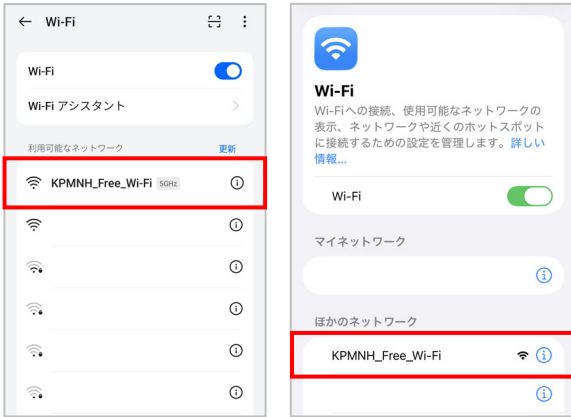 Wi-Fi
Wi-Fi
Wi-Fi アシスタント
利用可能なネットワーク 更新
KPMNH_Free_Wi-Fi 5GHz
Wi-Fi
Wi-Fiへの接続、使用可能なネットワークの
表示、ネットワークや近くのホットスポット
に接続するための設定を管理します。詳しい
情報...
Wi-Fi
マイネットワーク
ほかのネットワーク
KPMNH_Free_Wi-Fi